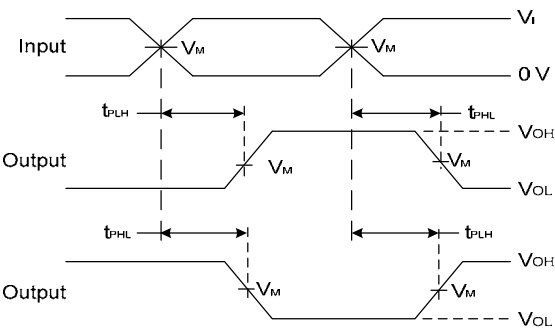 VI
Input VM VM
0 V
tPLH tPHL
VOH
Output VM VM
VOL
tPHL tPLH
VOH
Output VM VM
VOL